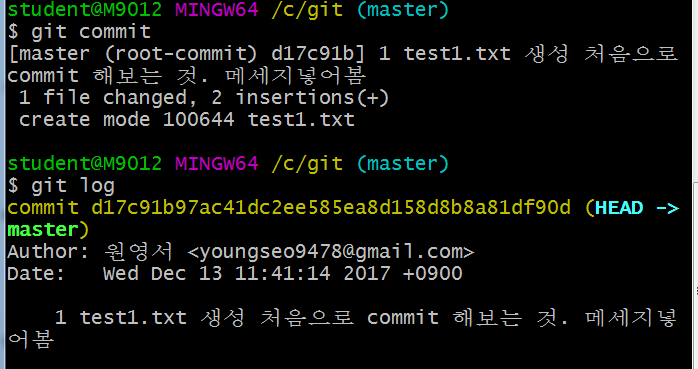 student@M9012 MINGW64 /c/git (master)
$ git commit
[master (root-commit) d17c91b] 1 test1.txt 생성 처음으로
commit 해보는 것. 메세지넣어봄
 1 file changed, 2 insertions(+)
 create mode 100644 test1.txt
student@M9012 MINGW64 /c/git (master)
$ git log
commit d17c91b97ac41dc2ee585ea8d158d8b8a81df90d (HEAD ->
master)
Author: 원영서 <youngseo9478@gmail.com>
Date:   Wed Dec 13 11:41:14 2017 +0900
    1 test1.txt 생성 처음으로 commit 해보는 것. 메세지넣
어봄